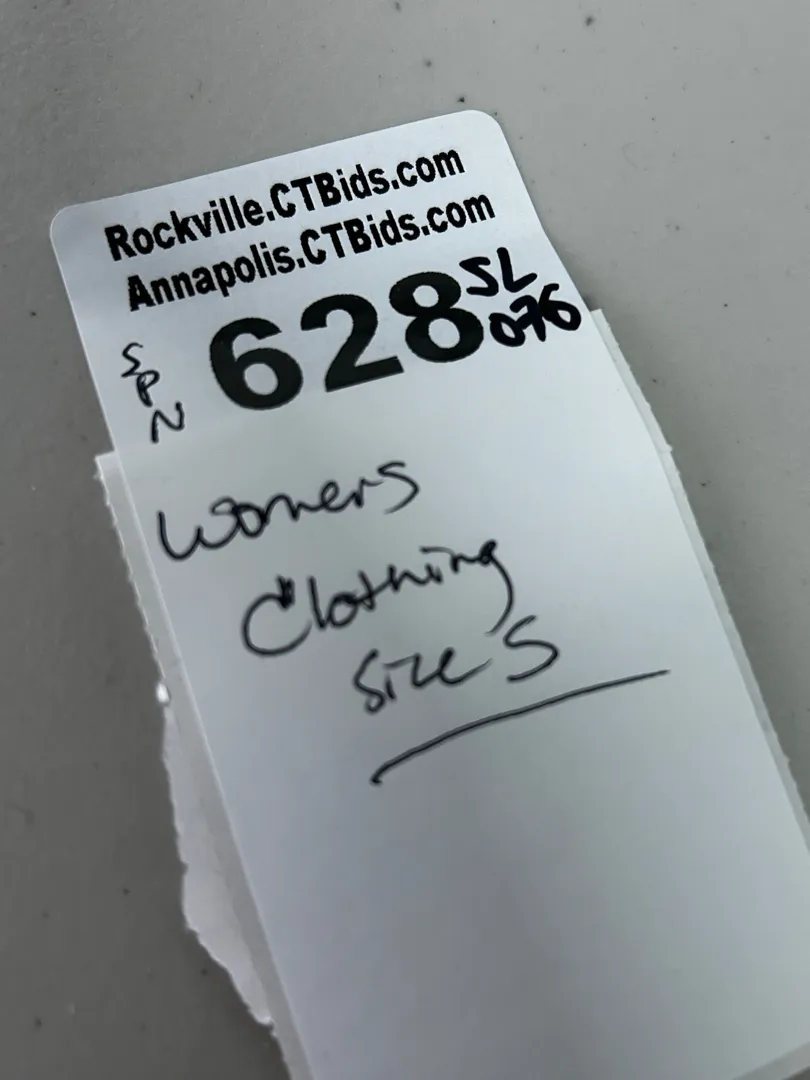 Rockville.CTBids.com
Annapolis.CTBids.com
SPN 628 SL 076
womens
Clothing
Size S